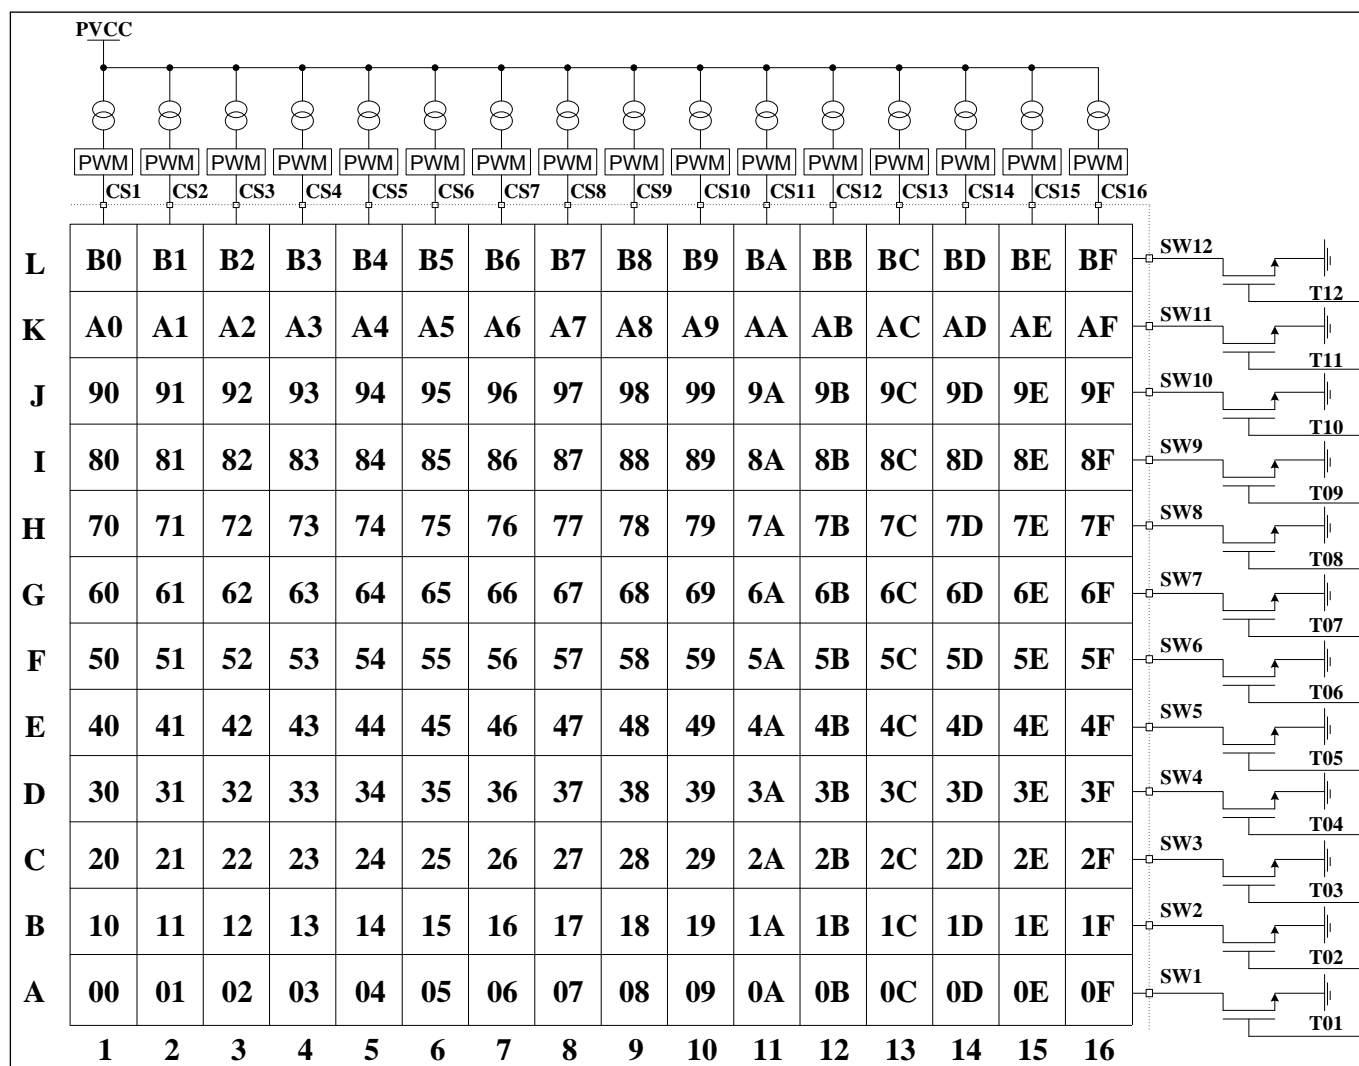 PVCC
PWM PWM PWM PWM PWM PWM PWM PWM PWM PWM PWM PWM PWM PWM PWM PWM
CS1 CS2 CS3 CS4 CS5 CS6 CS7 CS8 CS9 CS10 CS11 CS12 CS13 CS14 CS15 CS16
L B0 B1 B2 B3 B4 B5 B6 B7 B8 B9 BA BB BC BD BE BF SW12
T12
K A0 A1 A2 A3 A4 A5 A6 A7 A8 A9 AA AB AC AD AE AF SW11
T11
J 90 91 92 93 94 95 96 97 98 99 9A 9B 9C 9D 9E 9F SW10
T10
I 80 81 82 83 84 85 86 87 88 89 8A 8B 8C 8D 8E 8F SW9
T09
H 70 71 72 73 74 75 76 77 78 79 7A 7B 7C 7D 7E 7F SW8
T08
G 60 61 62 63 64 65 66 67 68 69 6A 6B 6C 6D 6E 6F SW7
T07
F 50 51 52 53 54 55 56 57 58 59 5A 5B 5C 5D 5E 5F SW6
T06
E 40 41 42 43 44 45 46 47 48 49 4A 4B 4C 4D 4E 4F SW5
T05
D 30 31 32 33 34 35 36 37 38 39 3A 3B 3C 3D 3E 3F SW4
T04
C 20 21 22 23 24 25 26 27 28 29 2A 2B 2C 2D 2E 2F SW3
T03
B 10 11 12 13 14 15 16 17 18 19 1A 1B 1C 1D 1E 1F SW2
T02
A 00 01 02 03 04 05 06 07 08 09 0A 0B 0C 0D 0E 0F SW1
T01
1 2 3 4 5 6 7 8 9 10 11 12 13 14 15 16